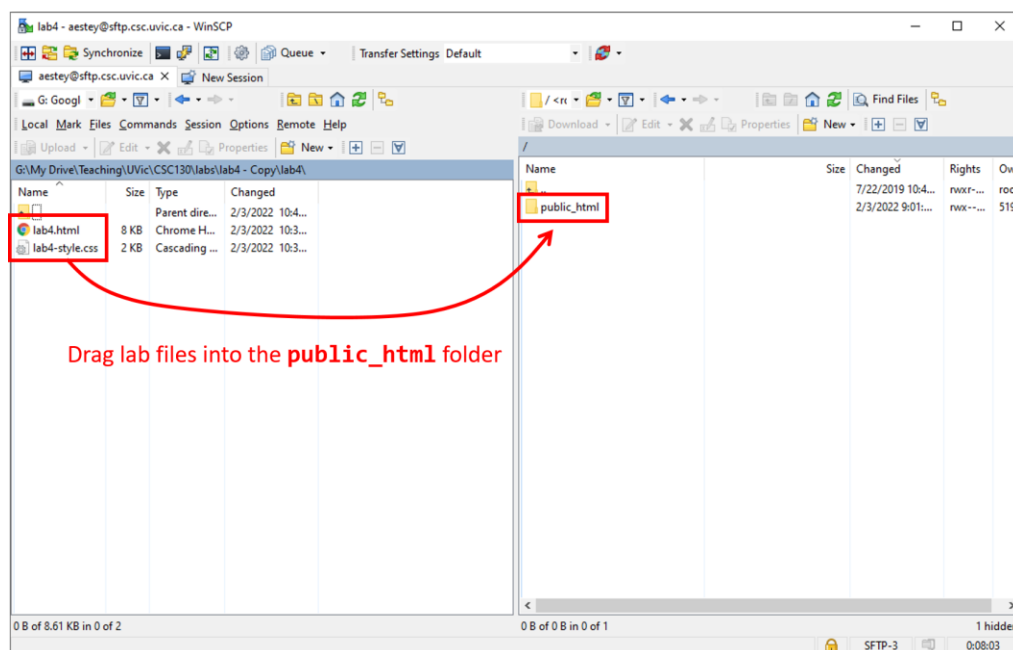 lab4 - aestey@sftp.csc.uvic.ca - WinSCP
Synchronize Queue Transfer Settings Default
aestey@sftp.csc.uvic.ca New Session
G: Googl / <r Find Files
Local Mark Files Commands Session Options Remote Help
Download Edit Properties New
Upload Edit Properties New
/
G:\My Drive\Teaching\UVic\CSC130\labs\lab4 - Copy\lab4\
Name Size Type Changed
Parent dire... 2/3/2022 10:4...
lab4.html 8 KB Chrome H... 2/3/2022 10:3...
lab4-style.css 2 KB Cascading ... 2/3/2022 10:3...
Name Size Changed Rights Ow
.. 7/22/2019 10:4... rwxr-... roo
public_html 2/3/2022 9:01:... rwx--... 519
Drag lab files into the public_html folder
0 B of 8.61 KB in 0 of 2
0 B of 0 B in 0 of 1
1 hidden
SFTP-3 0:08:03